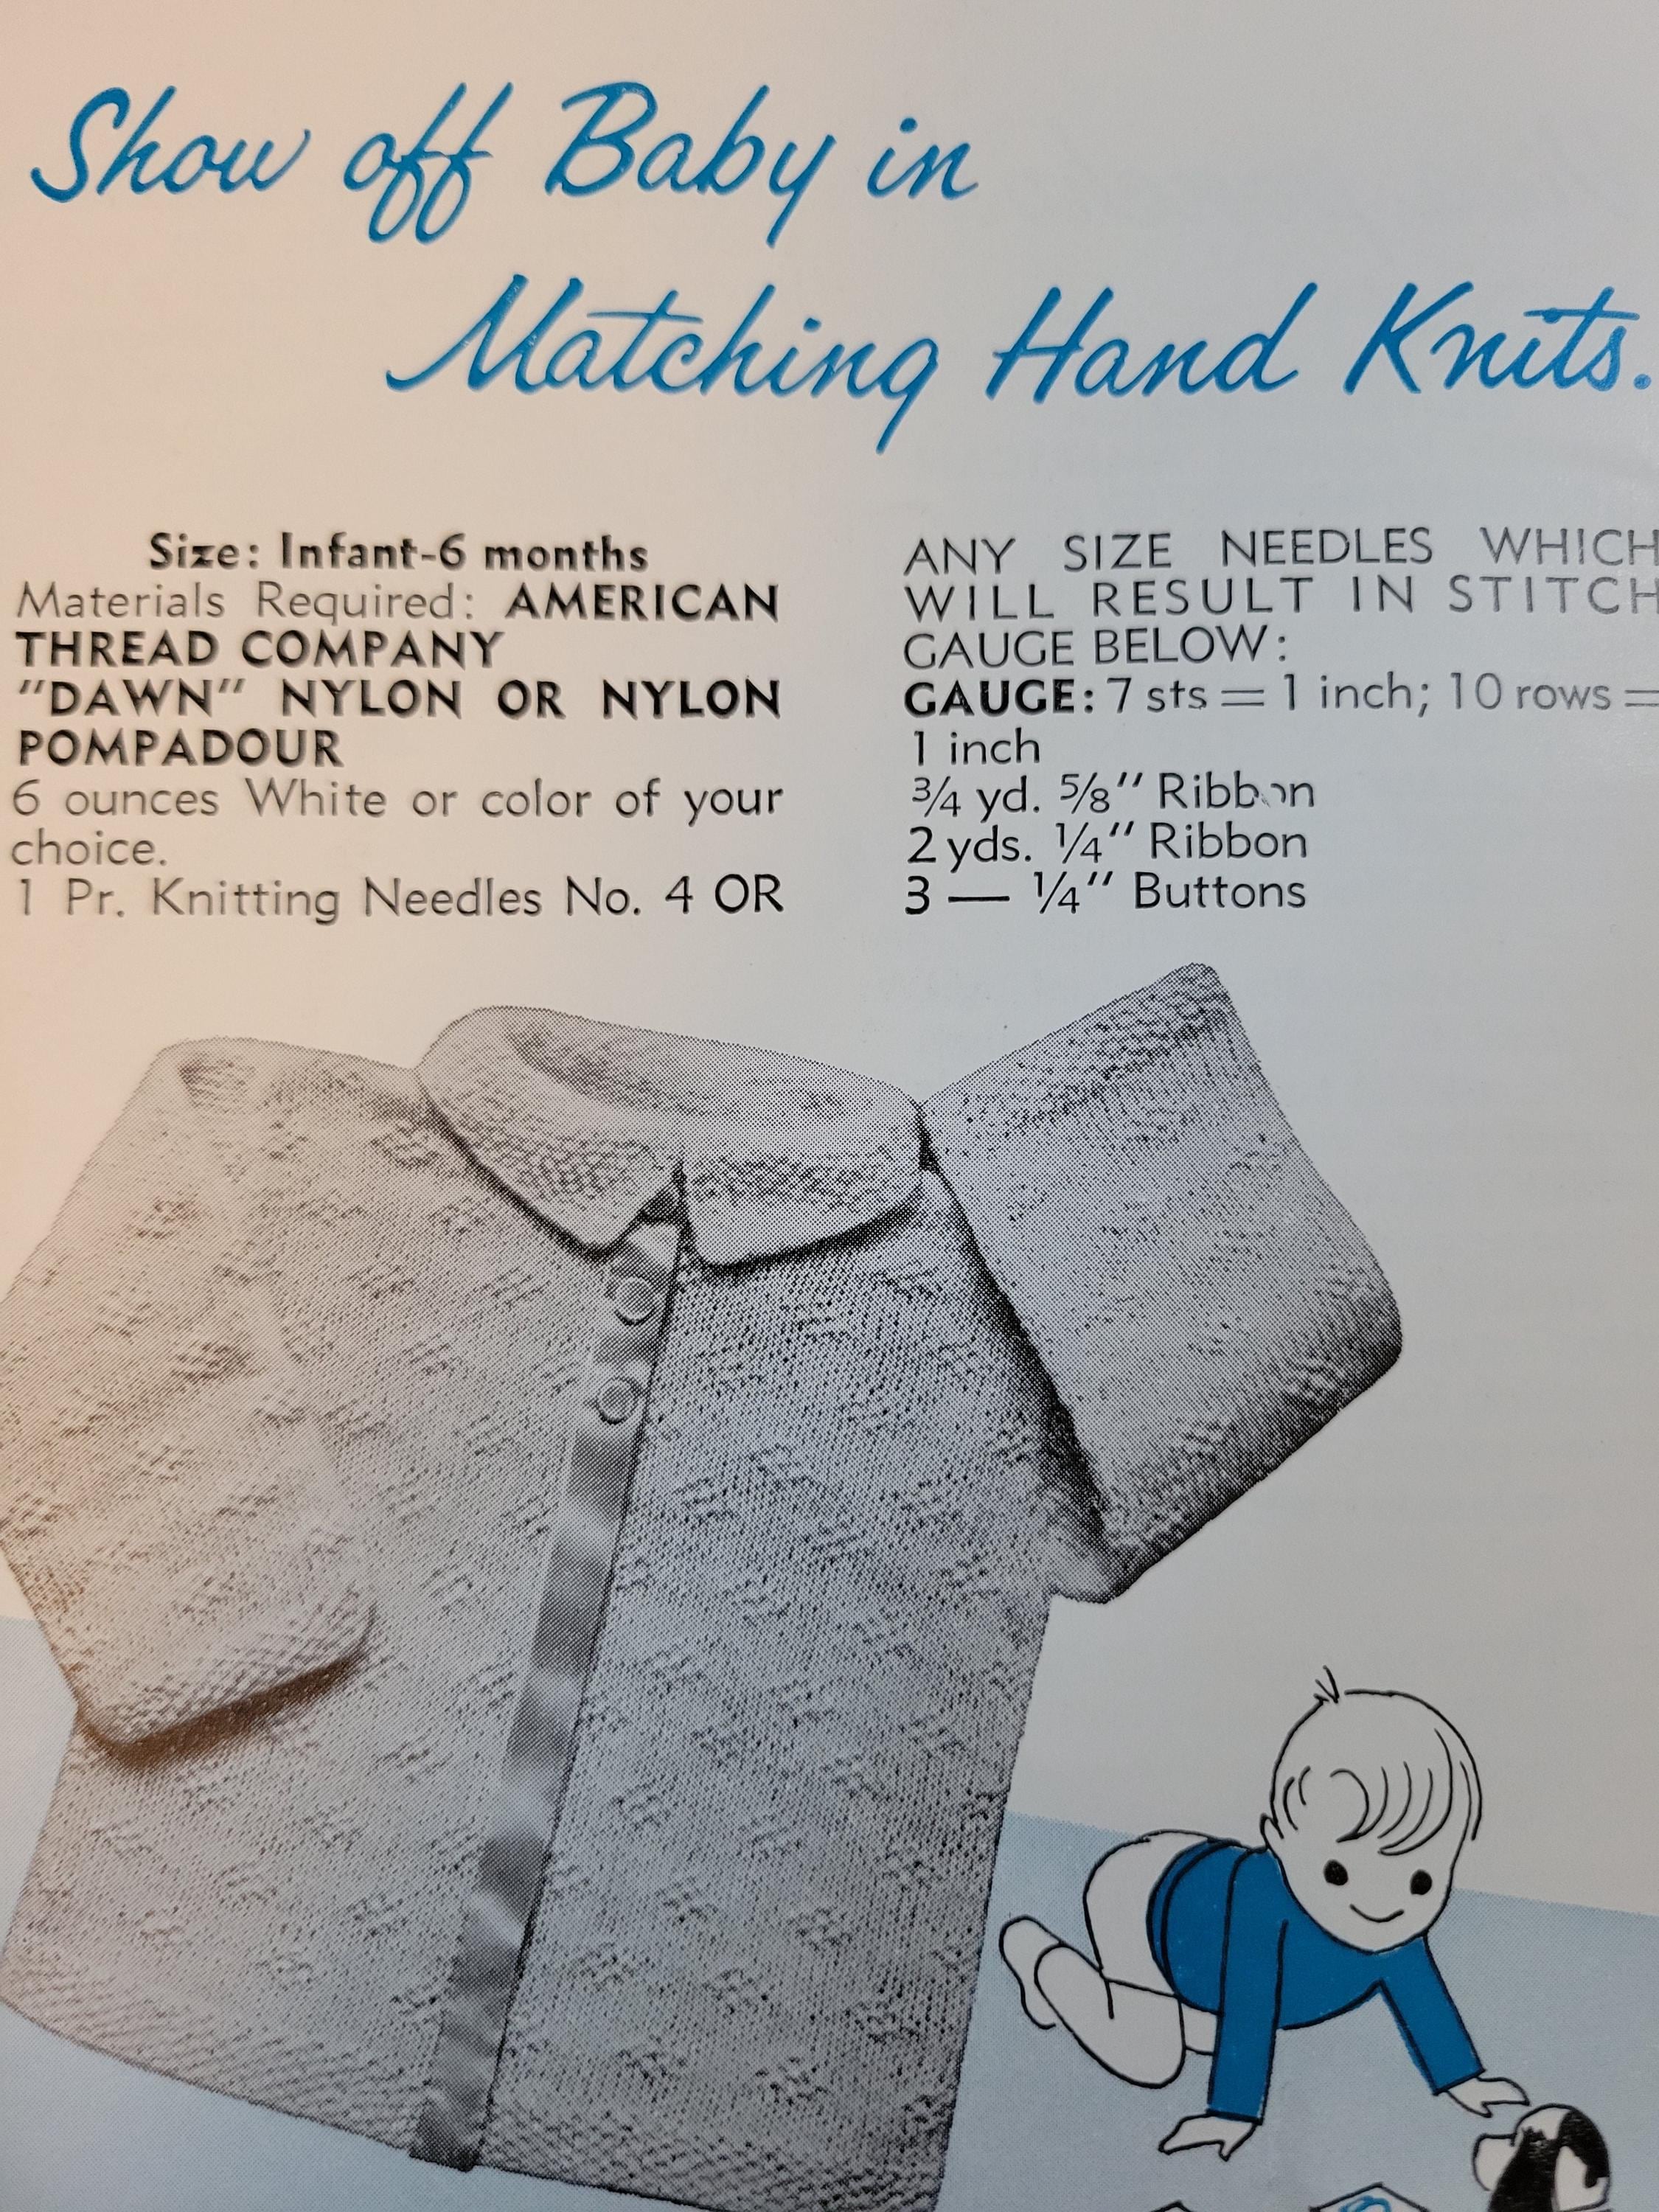 Show off Baby in
Matching Hand Knits.
Size: Infant-6 months
Materials Required: AMERICAN
THREAD COMPANY
"DAWN" NYLON OR NYLON
POMPADOUR
6 ounces White or color of your
choice.
1 Pr. Knitting Needles No. 4 OR
ANY SIZE NEEDLES WHICH
WILL RESULT IN STITCH
GAUGE BELOW:
GAUGE: 7 sts = 1 inch; 10 rows =
1 inch
3/4 yd. 5/8" Ribbon
2 yds. 1/4" Ribbon
3 — 1/4" Buttons